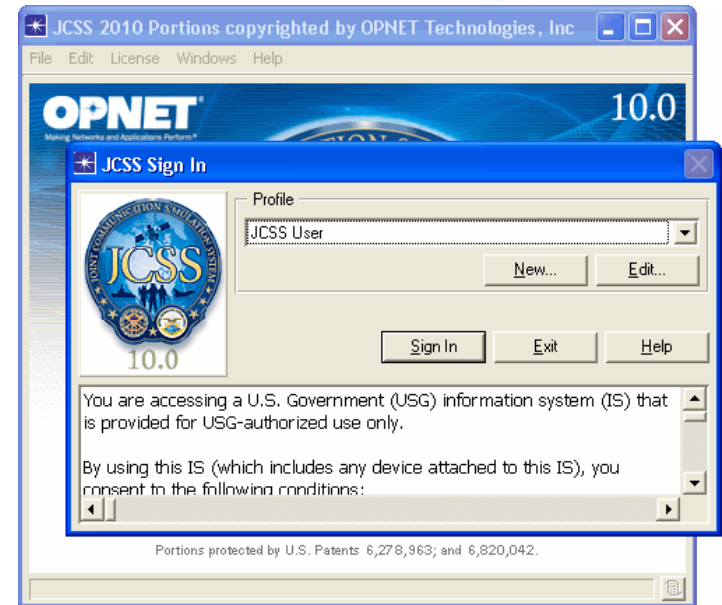 JCSS 2010 Portions copyrighted by OPNET Technologies, Inc
File Edit License Windows Help
OPNET
10.0
Making Networks and Applications Perform
JCSS Sign In
JOINT COMMUNICATION SIMULATION SYSTEM
JCSS
10.0
Profile
JCSS User
New... Edit...
Sign In Exit Help
You are accessing a U.S. Government (USG) information system (IS) that
is provided for USG-authorized use only.
By using this IS (which includes any device attached to this IS), you
consent to the following conditions:
Portions protected by U.S. Patents 6,278,963; and 6,820,042.